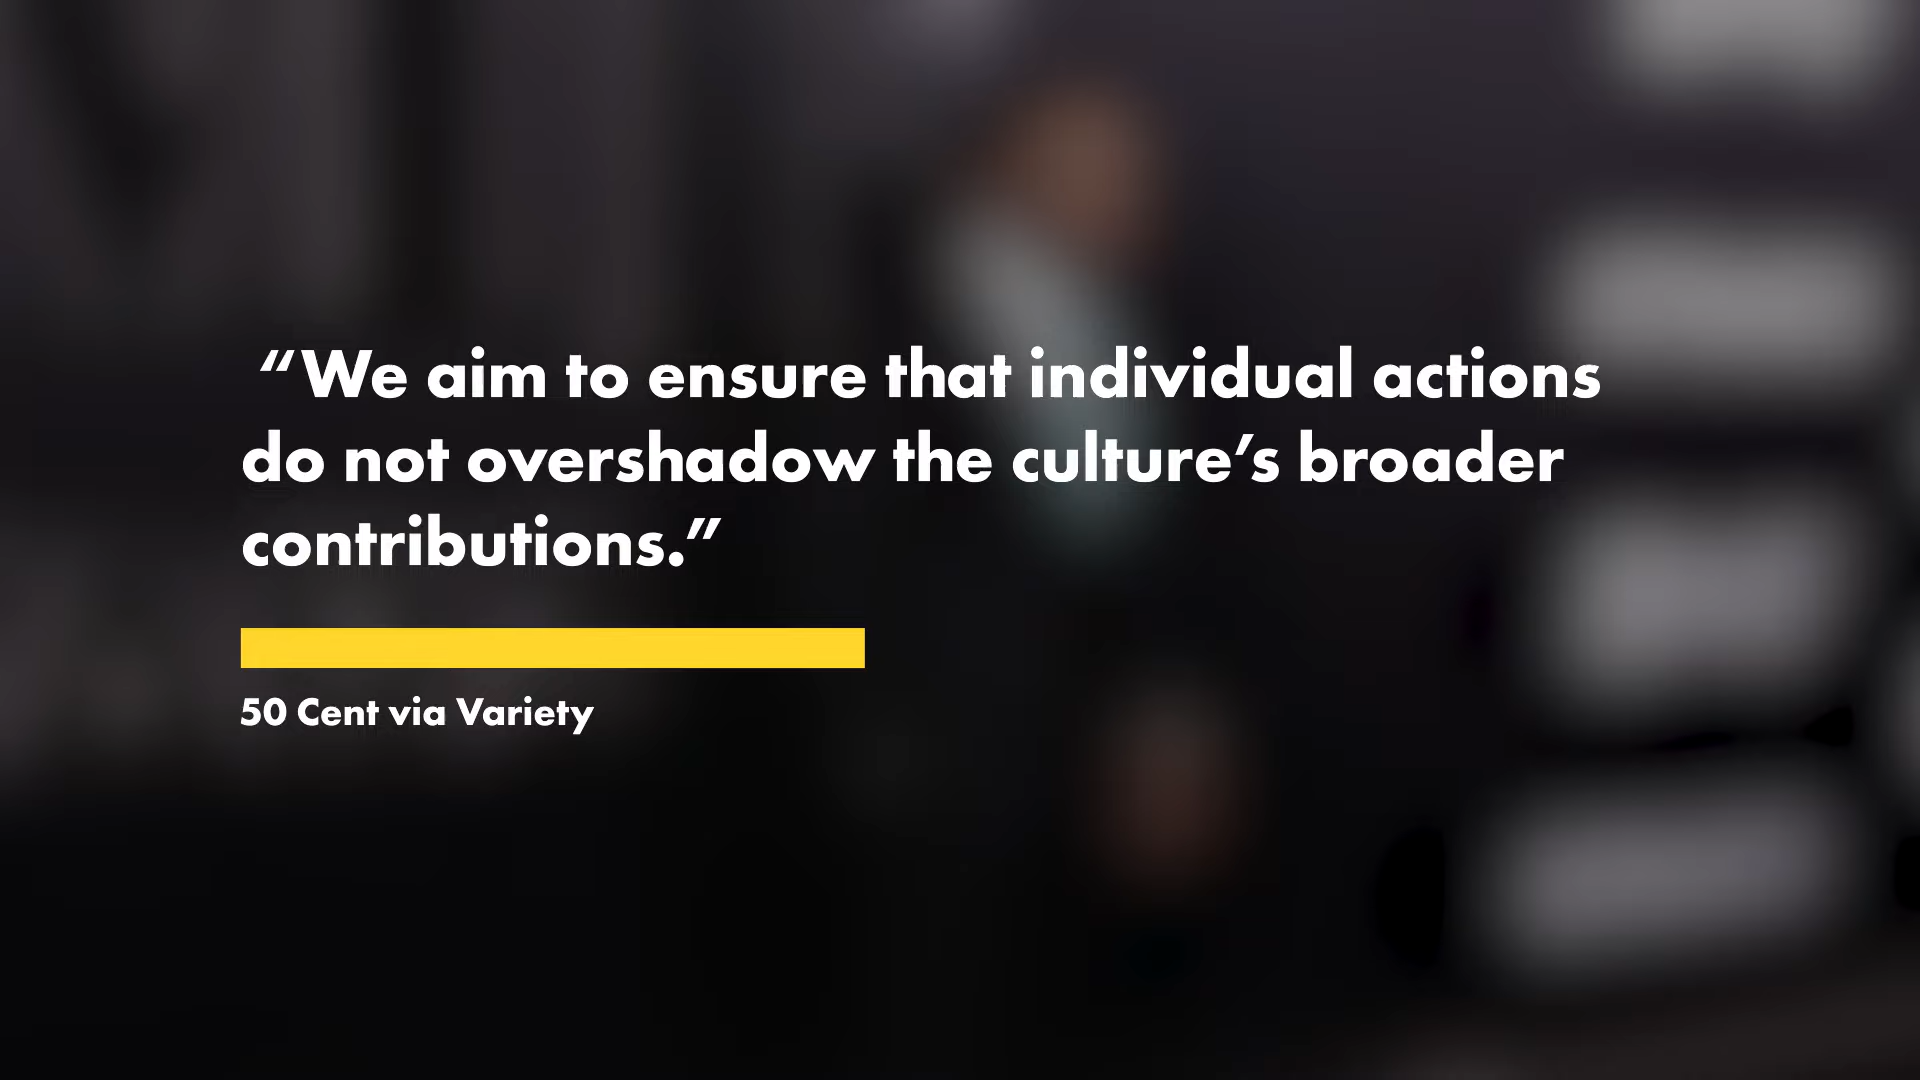 “We aim to ensure that individual actions
do not overshadow the culture’s broader
contributions.”
50 Cent via Variety